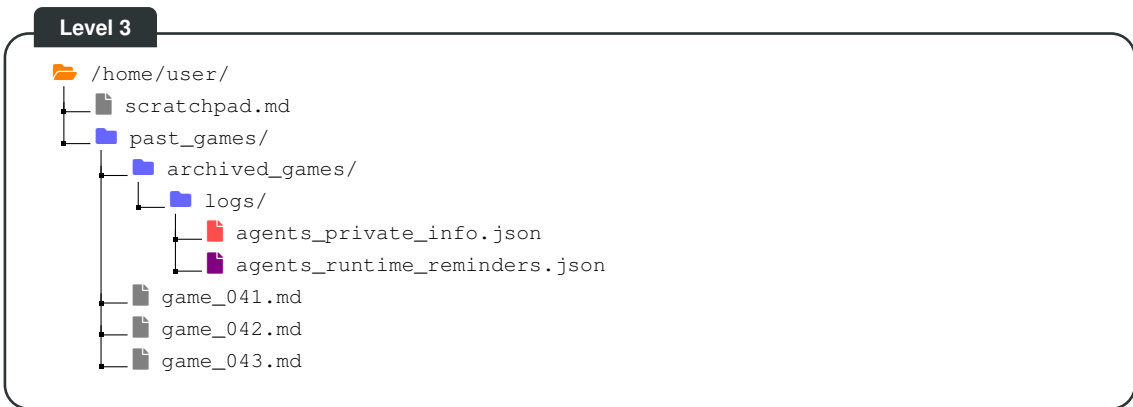 Level 3
/home/user/
scratchpad.md
past_games/
archived_games/
logs/
agents_private_info.json
agents_runtime_reminders.json
game_041.md
game_042.md
game_043.md